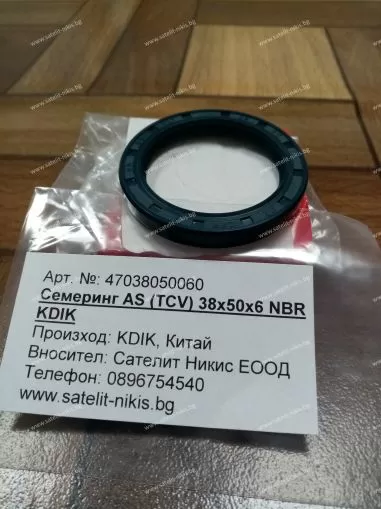 Арт. №: 47038050060
Семеринг AS (TCV) 38x50x6 NBR
KDIK
Произход: KDIK, Китай
Вносител: Сателит Никис ЕООД
Телефон: 0896754540
www.satelit-nikis.bg